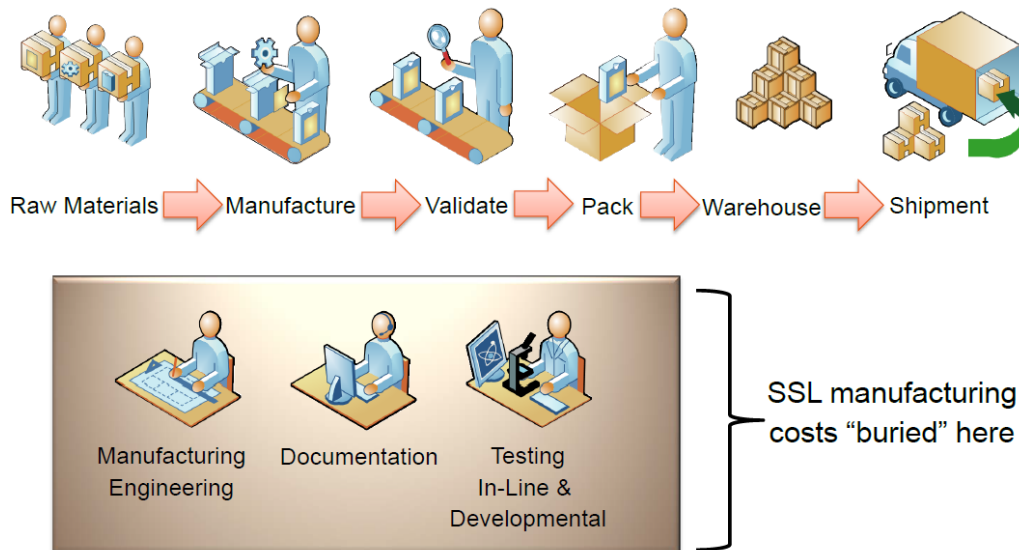 Raw Materials
Manufacture
Validate
Pack
Warehouse
Shipment
Manufacturing
Engineering
Documentation
Testing
In-Line &
Developmental
SSL manufacturing
costs “buried” here